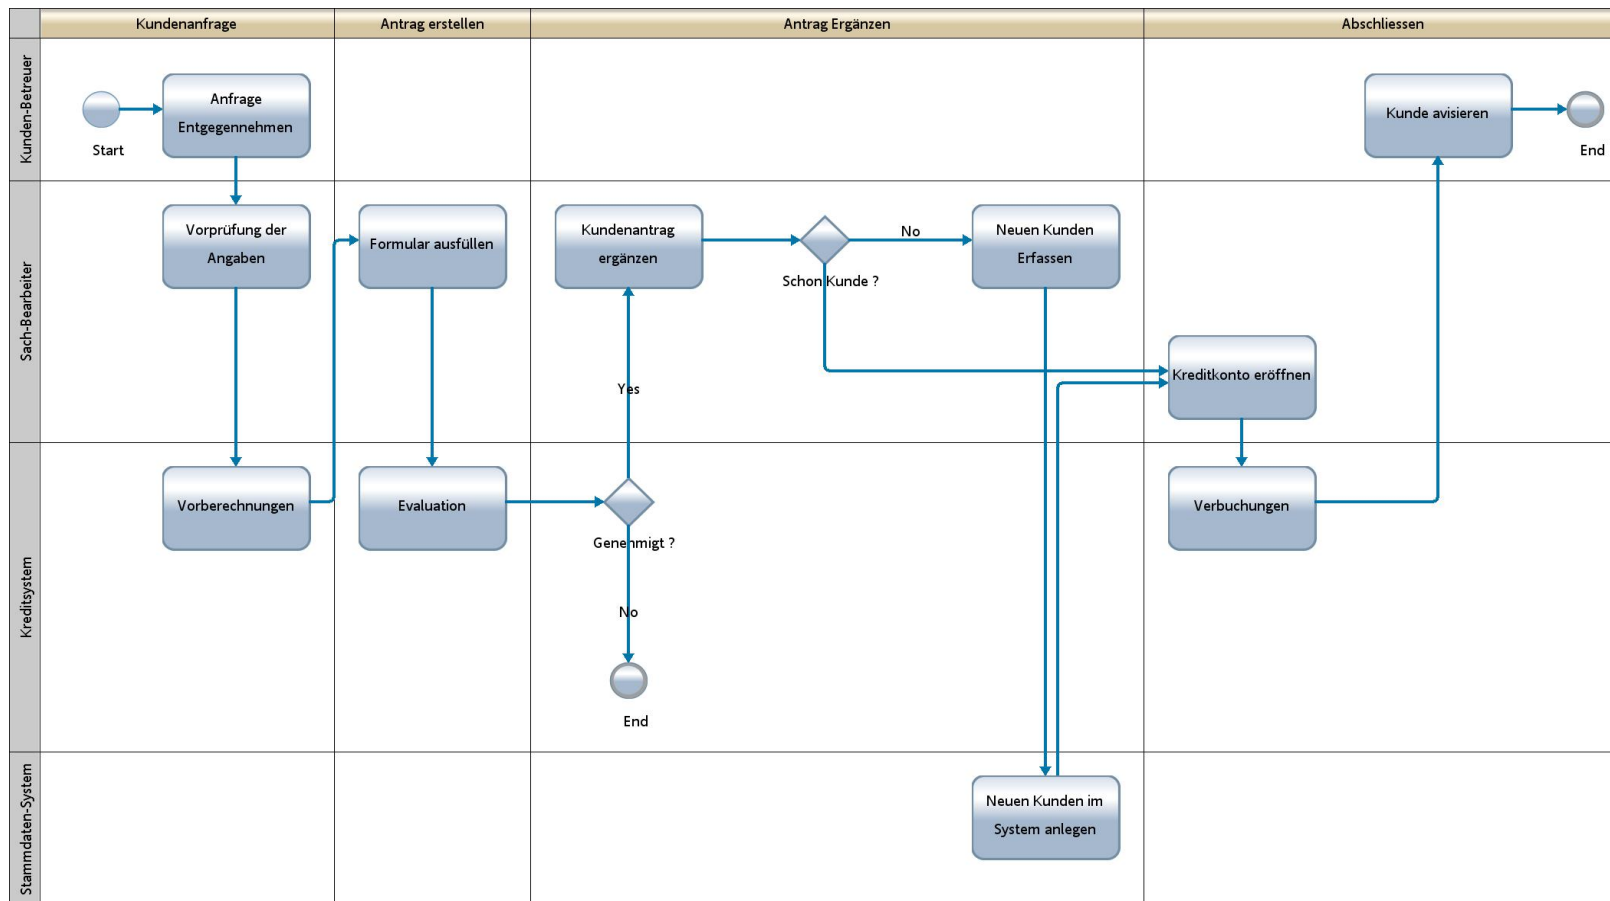 Kundenanfrage
Antrag erstellen
Antrag Ergänzen
Abschliessen
Kunden-Betreuer
Anfrage
Entgegennehmen
Start
Kunde avisieren
End
Sach-Bearbeiter
Vorprüfung der
Angaben
Formular ausfüllen
Kundenantrag
ergänzen
Schon Kunde ?
No
Neuen Kunden
Erfassen
Kreditkonto eröffnen
Yes
Kreditsystem
Vorberechnungen
Evaluation
Genehmigt ?
Verbuchungen
No
End
Stammdaten-System
Neuen Kunden im
System anlegen